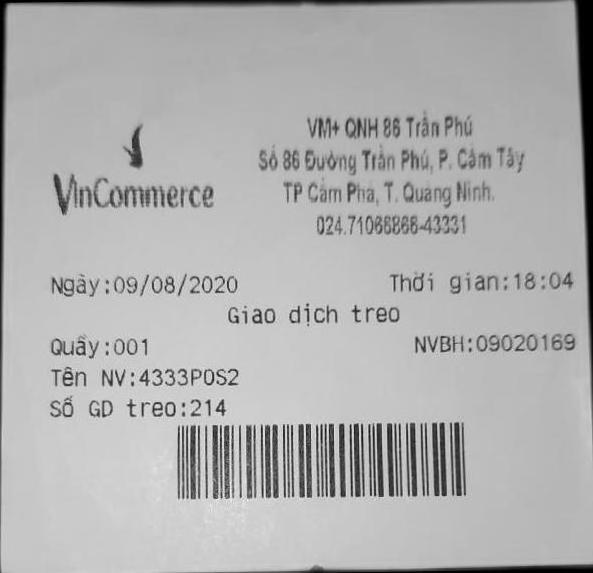 VinCommerce
VM+ QNH 86 Trần Phú
Số 86 Đường Trần Phú, P. Cẩm Tây
TP Cẩm Phả, T. Quảng Ninh.
024.71066866-43331
Ngày:09/08/2020 Thời gian:18:04
Giao dịch treo
Quầy:001 NVBH:09020169
Tên NV:4333POS2
Số GD treo:214